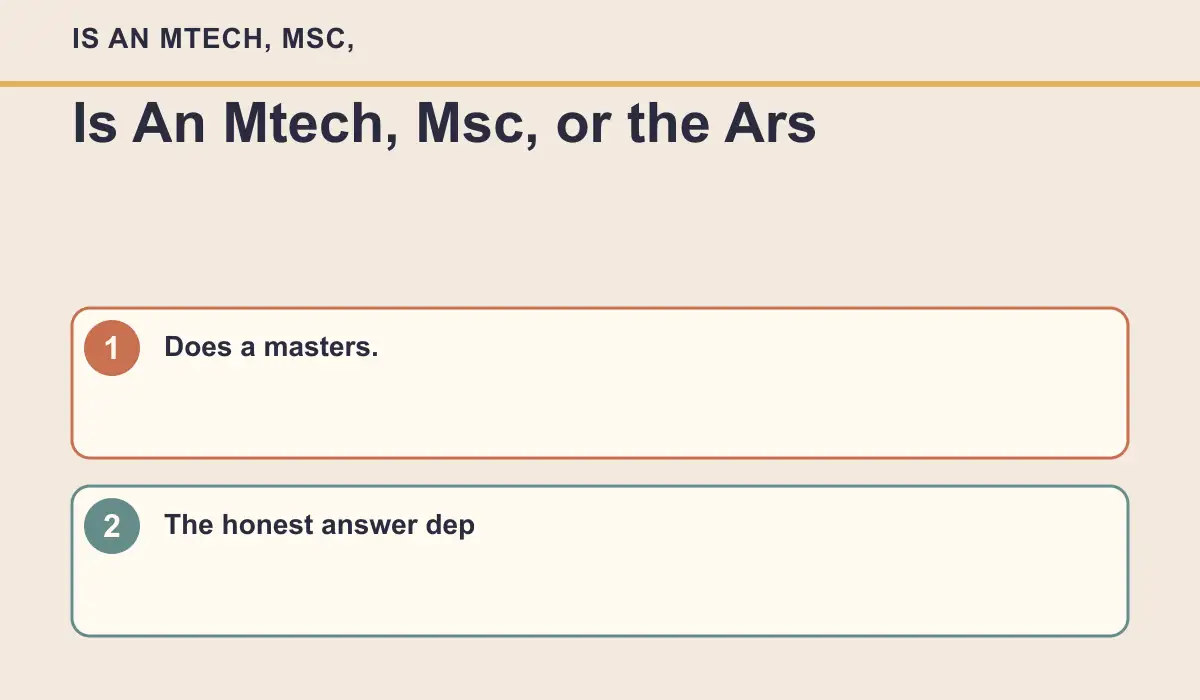 IS AN MTECH, MSC,
Is An Mtech, Msc, or the Ars
1
Does a masters.
2
The honest answer dep